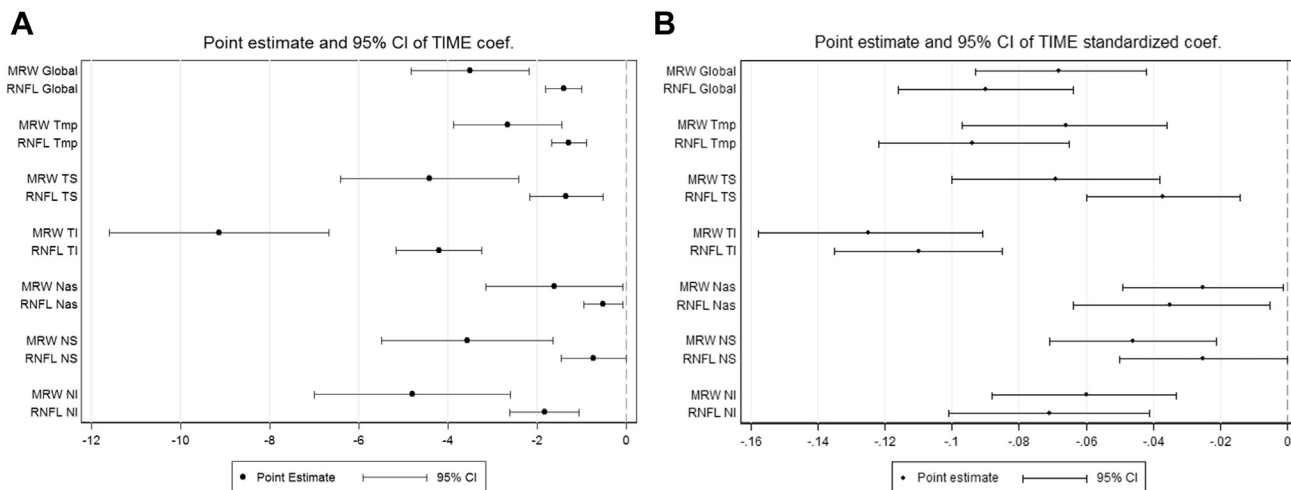 A
Point estimate and 95% CI of TIME coef.
MRW Global
RNFL Global
MRW Tmp
RNFL Tmp
MRW TS
RNFL TS
MRW TI
RNFL TI
MRW Nas
RNFL Nas
MRW NS
RNFL NS
MRW NI
RNFL NI
-12 -10 -8 -6 -4 -2 0
Point Estimate 95% CI
B
Point estimate and 95% CI of TIME standardized coef.
MRW Global
RNFL Global
MRW Tmp
RNFL Tmp
MRW TS
RNFL TS
MRW TI
RNFL TI
MRW Nas
RNFL Nas
MRW NS
RNFL NS
MRW NI
RNFL NI
-.16 -.14 -.12 -.1 -.08 -.06 -.04 -.02 0
Point estimate 95% CI